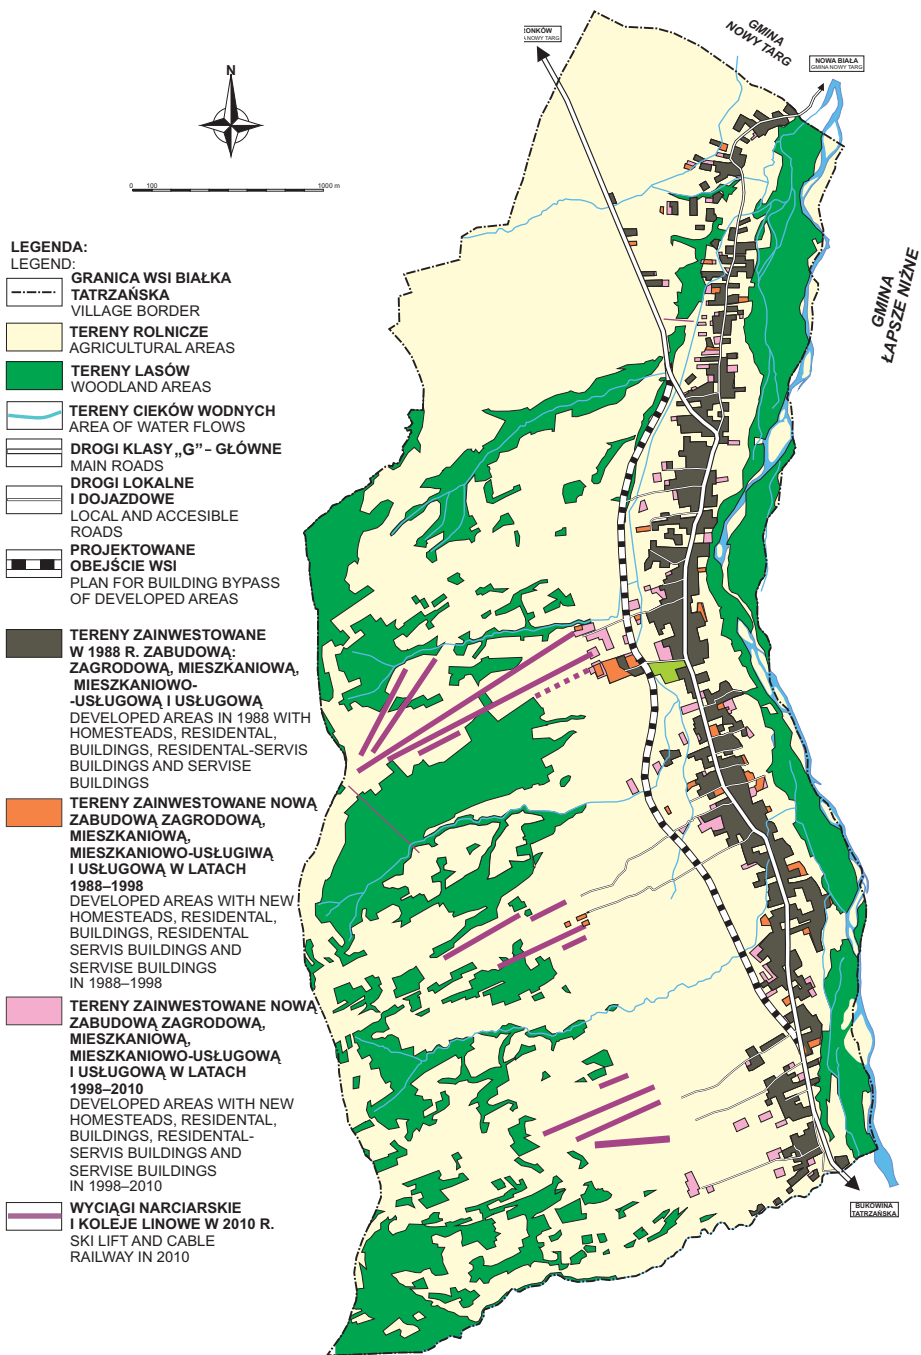 RONKÓW
NOWY TARG
GMINA
NOWY TARG
NOWA BIAŁA
GMINA NOWY TARG
N
0 100 1000 m
GMINA
ŁAPSZE NIŻNE
LEGENDA:
LEGEND:
GRANICA WSI BIAŁKA
TATRZAŃSKA
VILLAGE BORDER
TERENY ROLNICZE
AGRICULTURAL AREAS
TERENY LASÓW
WOODLAND AREAS
TERENY CIEKÓW WODNYCH
AREA OF WATER FLOWS
DROGI KLASY „G” – GŁÓWNE
MAIN ROADS
DROGI LOKALNE
I DOJAZDOWE
LOCAL AND ACCESIBLE
ROADS
PROJEKTOWANE
OBEJŚCIE WSI
PLAN FOR BUILDING BYPASS
OF DEVELOPED AREAS
TERENY ZAINWESTOWANE
W 1988 R. ZABUDOWĄ:
ZAGRODOWĄ, MIESZKANIOWĄ,
MIESZKANIOWO-
-USŁUGOWĄ I USŁUGOWĄ
DEVELOPED AREAS IN 1988 WITH
HOMESTEADS, RESIDENTAL,
BUILDINGS, RESIDENTAL-SERVIS
BUILDINGS AND SERVISE
BUILDINGS
TERENY ZAINWESTOWANE NOWĄ
ZABUDOWĄ ZAGRODOWĄ,
MIESZKANIOWĄ,
MIESZKANIOWO-USŁUGIWĄ
I USŁUGOWĄ W LATACH
1988–1998
DEVELOPED AREAS WITH NEW
HOMESTEADS, RESIDENTAL,
BUILDINGS, RESIDENTAL
SERVIS BUILDINGS AND
SERVISE BUILDINGS
IN 1988–1998
TERENY ZAINWESTOWANE NOWĄ
ZABUDOWĄ ZAGRODOWĄ,
MIESZKANIOWĄ,
MIESZKANIOWO-USŁUGOWĄ
I USŁUGOWĄ W LATACH
1998–2010
DEVELOPED AREAS WITH NEW
HOMESTEADS, RESIDENTAL,
BUILDINGS, RESIDENTAL-
SERVIS BUILDINGS AND
SERVISE BUILDINGS
IN 1998–2010
WYCIĄGI NARCIARSKIE
I KOLEJE LINOWE W 2010 R.
SKI LIFT AND CABLE
RAILWAY IN 2010
BUKOWINA
TATRZAŃSKA